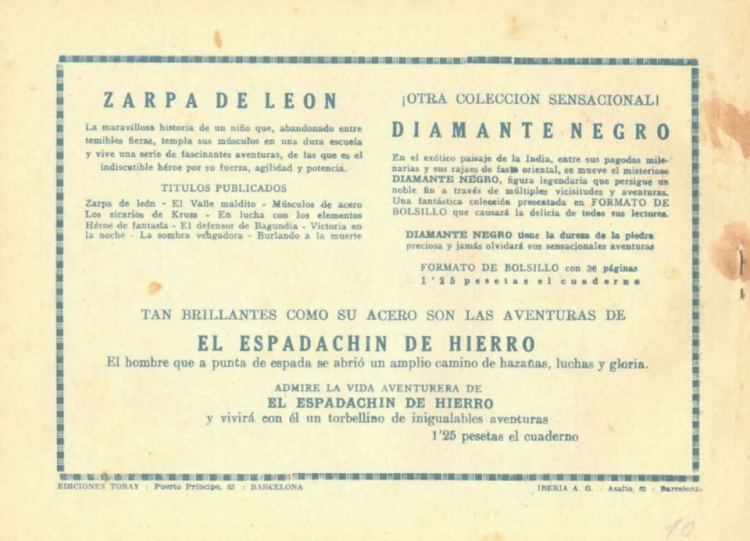 ZARPA DE LEON
La maravillosa historia de un niño que, abandonado entre
temibles fieras, templa sus músculos en una dura escuela
y vive una serie de fascinantes aventuras, de las que es el
indiscutible héroe por su fuerza, agilidad y potencia.
TITULOS PUBLICADOS
Zarpa de león - El Valle maldito - Músculos de acero
Los sicarios de Krum - En lucha con los elementos
Héroe de fantasía - El defensor de Bagundia - Victoria en
la noche - La sombra vengadora - Burlando a la muerte
¡OTRA COLECCION SENSACIONAL!
DIAMANTE NEGRO
En el exótico paisaje de la India, entre sus pagodas mile-
narias y sus rajaes de fasto oriental, se mueve el misterioso
DIAMANTE NEGRO, figura legendaria que persigue un
noble fin a través de múltiples vicisitudes y aventuras.
Una fantástica colección presentada en FORMATO DE
BOLSILLO que causará la delicia de todos sus lectores.
DIAMANTE NEGRO tiene la dureza de la piedra
preciosa y jamás olvidará sus sensacionales aventuras
FORMATO DE BOLSILLO con 36 páginas
1'25 pesetas el cuaderno
TAN BRILLANTES COMO SU ACERO SON LAS AVENTURAS DE
EL ESPADACHIN DE HIERRO
El hombre que a punta de espada se abrió un amplio camino de hazañas, luchas y gloria.
ADMIRE LA VIDA AVENTURERA DE
EL ESPADACHIN DE HIERRO
y vivirá con él un torbellino de inigualables aventuras
1'25 pesetas el cuaderno
EDICIONES TORAY : Puerto Príncipe, 63 : BARCELONA
IBERIA A. G. : Asalto, : Barcelona
10